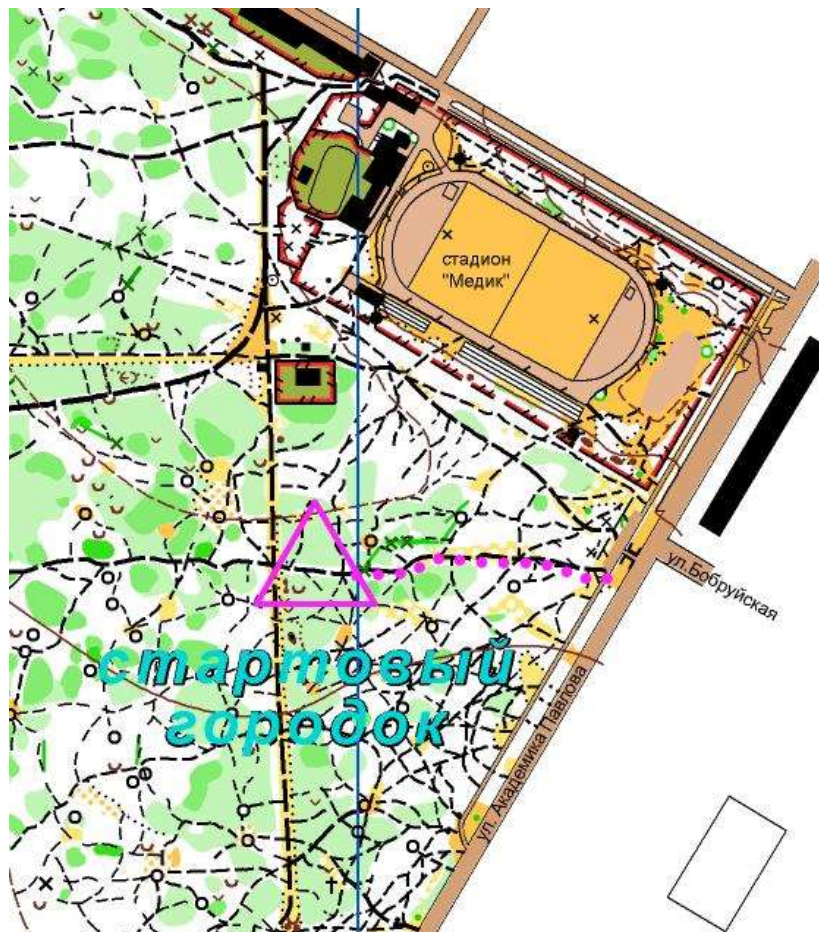 стадион
"Медик"
ул.Бобруйская
стартовый
городок
ул. Академика Павлова